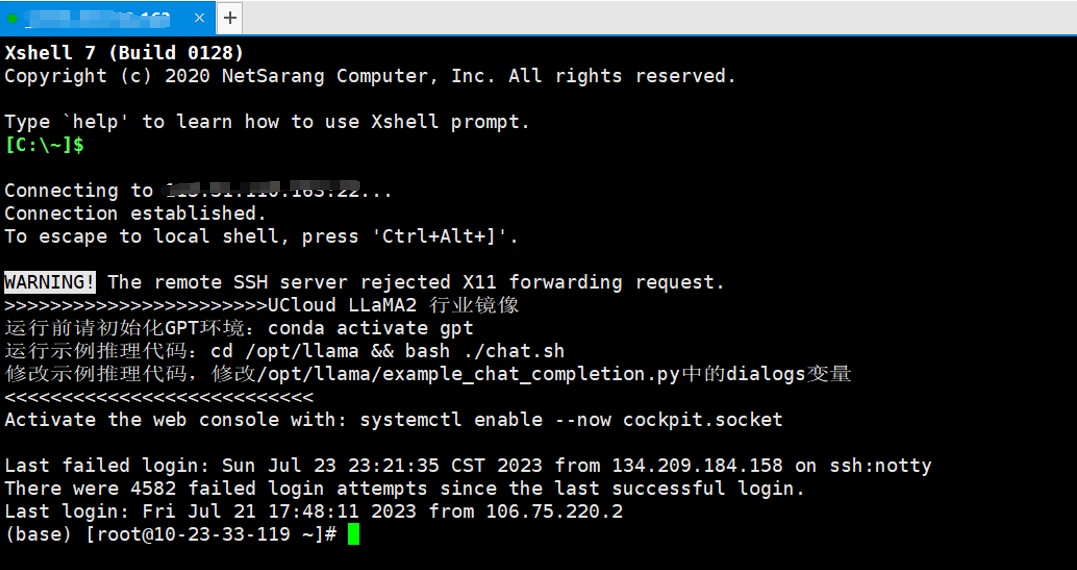 Xshell 7 (Build 0128)
Copyright (c) 2020 NetSarang Computer, Inc. All rights reserved.
Type `help' to learn how to use Xshell prompt.
[C:\~]$
Connecting to
Connection established.
To escape to local shell, press 'Ctrl+Alt+]'.
WARNING! The remote SSH server rejected X11 forwarding request.
>>>>>>>>>>>>>>>>>>>>>>>UCloud LLaMA2 行业镜像
运行前请初始化GPT环境：conda activate gpt
运行示例推理代码：cd /opt/llama && bash ./chat.sh
修改示例推理代码，修改/opt/llama/example_chat_completion.py中的dialogs变量
<<<<<<<<<<<<<<<<<<<<<<<<<<<
Activate the web console with: systemctl enable --now cockpit.socket
Last failed login: Sun Jul 23 23:21:35 CST 2023 from 134.209.184.158 on ssh:notty
There were 4582 failed login attempts since the last successful login.
Last login: Fri Jul 21 17:48:11 2023 from 106.75.220.2
(base) [root@10-23-33-119 ~]#